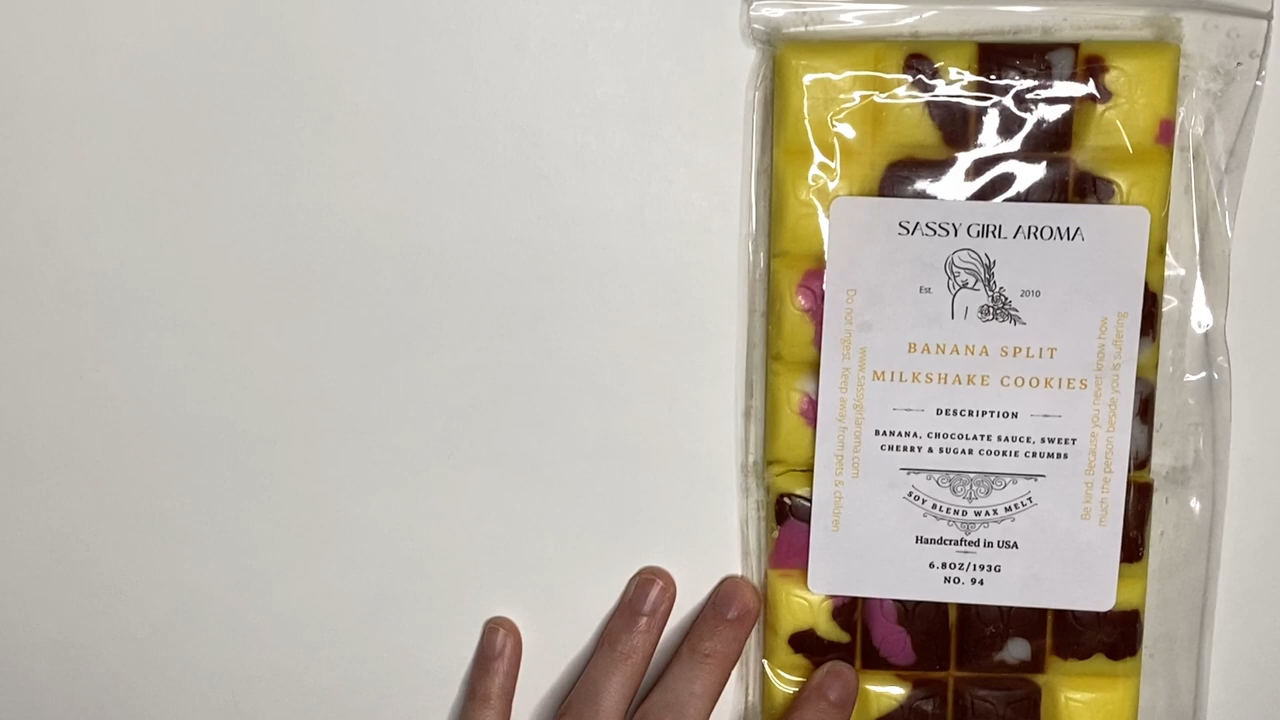 SASSY GIRL AROMA
Est. 2010
BANANA SPLIT
MILKSHAKE COOKIES
DESCRIPTION
BANANA, CHOCOLATE SAUCE, SWEET
CHERRY & SUGAR COOKIE CRUMBS
SOY BLEND WAX MELT
Handcrafted in USA
6.8OZ/193G
NO. 94
www.sassygirlaroma.com
Do not ingest. Keep away from pets & children
Be kind. Because you never know how
much the person beside you is suffering